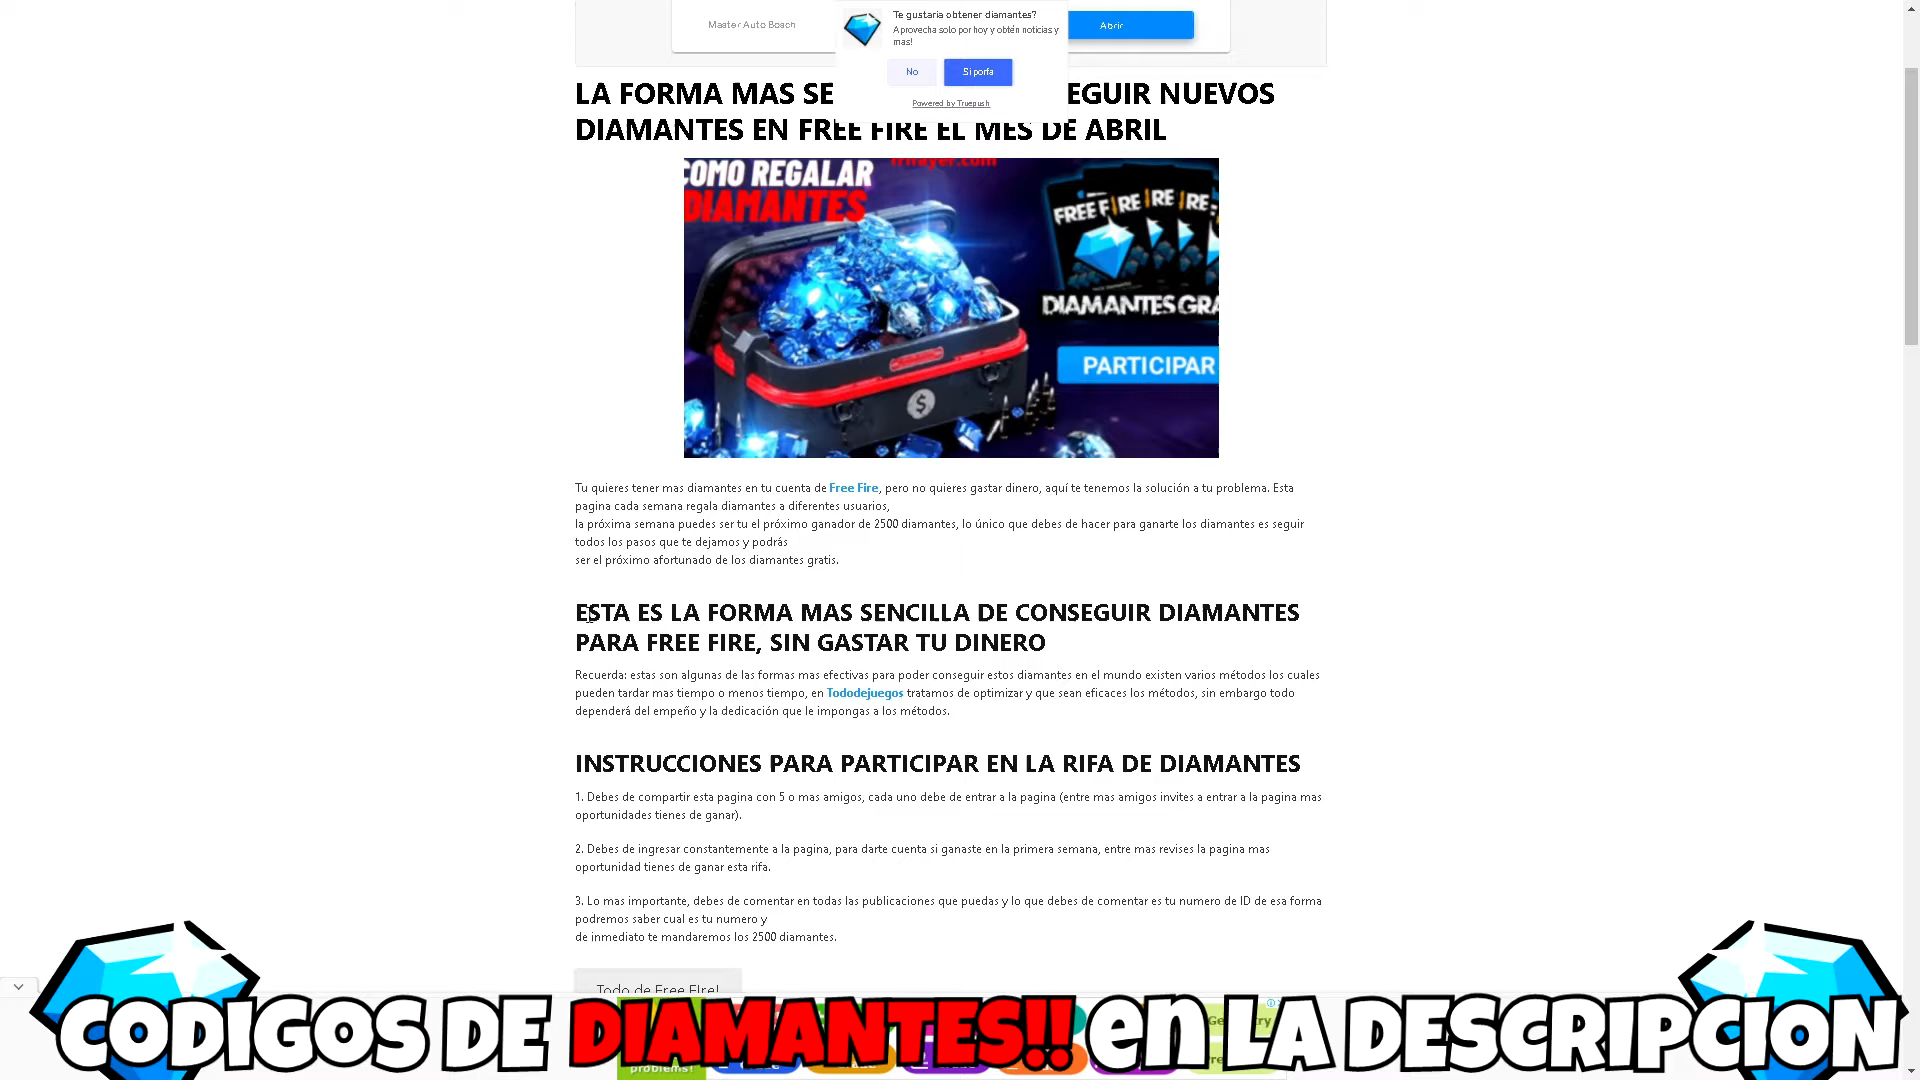 Master Auto Bosch
Te gustaria obtener diamantes?
Aprovecha solo por hoy y obtén noticias y
mas!
No
Si porfa
Powered by Truepush
Abrir
LA FORMA MAS SE EGUIR NUEVOS
DIAMANTES EN FREE FIRE EL MES DE ABRIL
COMO REGALAR
DIAMANTES
FREE FIRE IRE IRE
DIAMANTES GRA
PARTICIPAR
Tu quieres tener mas diamantes en tu cuenta de Free Fire, pero no quieres gastar dinero, aquí te tenemos la solución a tu problema. Esta
pagina cada semana regala diamantes a diferentes usuarios,
la próxima semana puedes ser tu el próximo ganador de 2500 diamantes, lo único que debes de hacer para ganarte los diamantes es seguir
todos los pasos que te dejamos y podrás
ser el próximo afortunado de los diamantes gratis.
ESTA ES LA FORMA MAS SENCILLA DE CONSEGUIR DIAMANTES
PARA FREE FIRE, SIN GASTAR TU DINERO
Recuerda: estas son algunas de las formas mas efectivas para poder conseguir estos diamantes en el mundo existen varios métodos los cuales
pueden tardar mas tiempo o menos tiempo, en Tododejuegos tratamos de optimizar y que sean eficaces los métodos, sin embargo todo
dependerá del empeño y la dedicación que le impongas a los métodos.
INSTRUCCIONES PARA PARTICIPAR EN LA RIFA DE DIAMANTES
1. Debes de compartir esta pagina con 5 o mas amigos, cada uno debe de entrar a la pagina (entre mas amigos invites a entrar a la pagina mas
oportunidades tienes de ganar).
2. Debes de ingresar constantemente a la pagina, para darte cuenta si ganaste en la primera semana, entre mas revises la pagina mas
oportunidad tienes de ganar esta rifa.
3. Lo mas importante, debes de comentar en todas las publicaciones que puedas y lo que debes de comentar es tu numero de ID de esa forma
podremos saber cual es tu numero y
de inmediato te mandaremos los 2500 diamantes.
Todo de Free FIre!
CODIGOS DE DIAMANTES!! en LA DESCRIPCION
problems!